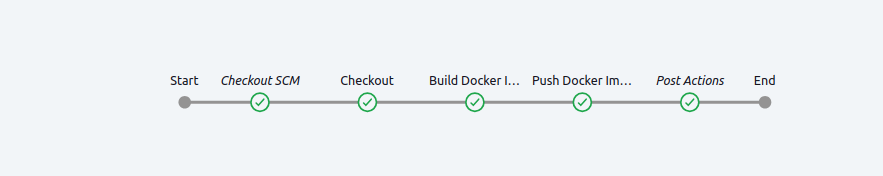 Start Checkout SCM Checkout Build Docker I... Push Docker Im... Post Actions End